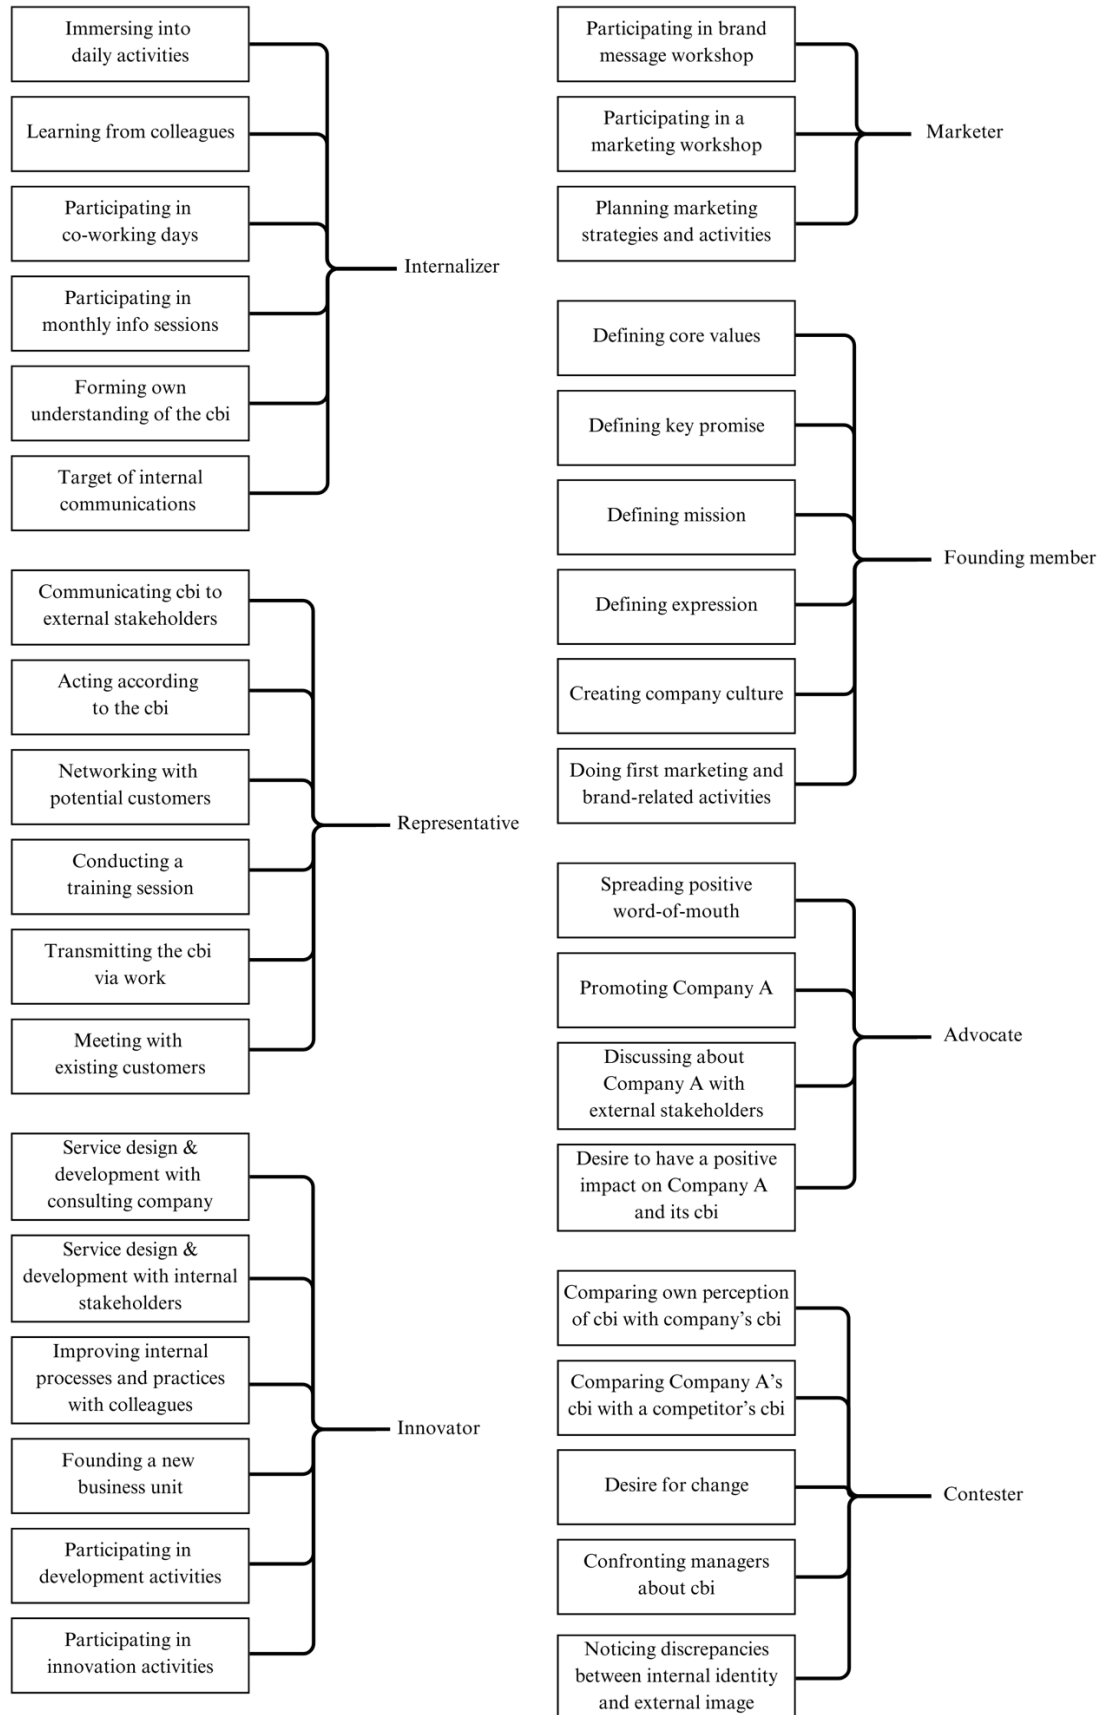 Immersing into
daily activities
Learning from colleagues
Participating in
co-working days
Participating in
monthly info sessions
Forming own
understanding of the cbi
Target of internal
communications
Internalizer
Communicating cbi to
external stakeholders
Acting according
to the cbi
Networking with
potential customers
Conducting a
training session
Transmitting the cbi
via work
Meeting with
existing customers
Representative
Service design &
development with
consulting company
Service design &
development with internal
stakeholders
Improving internal
processes and practices
with colleagues
Founding a new
business unit
Participating in
development activities
Participating in
innovation activities
Innovator
Participating in brand
message workshop
Participating in a
marketing workshop
Planning marketing
strategies and activities
Marketer
Defining core values
Defining key promise
Defining mission
Defining expression
Creating company culture
Doing first marketing and
brand-related activities
Founding member
Spreading positive
word-of-mouth
Promoting Company A
Discussing about
Company A with
external stakeholders
Desire to have a positive
impact on Company A
and its cbi
Advocate
Comparing own perception
of cbi with company's cbi
Comparing Company A's
cbi with a competitor's cbi
Desire for change
Confronting managers
about cbi
Noticing discrepancies
between internal identity
and external image
Contester